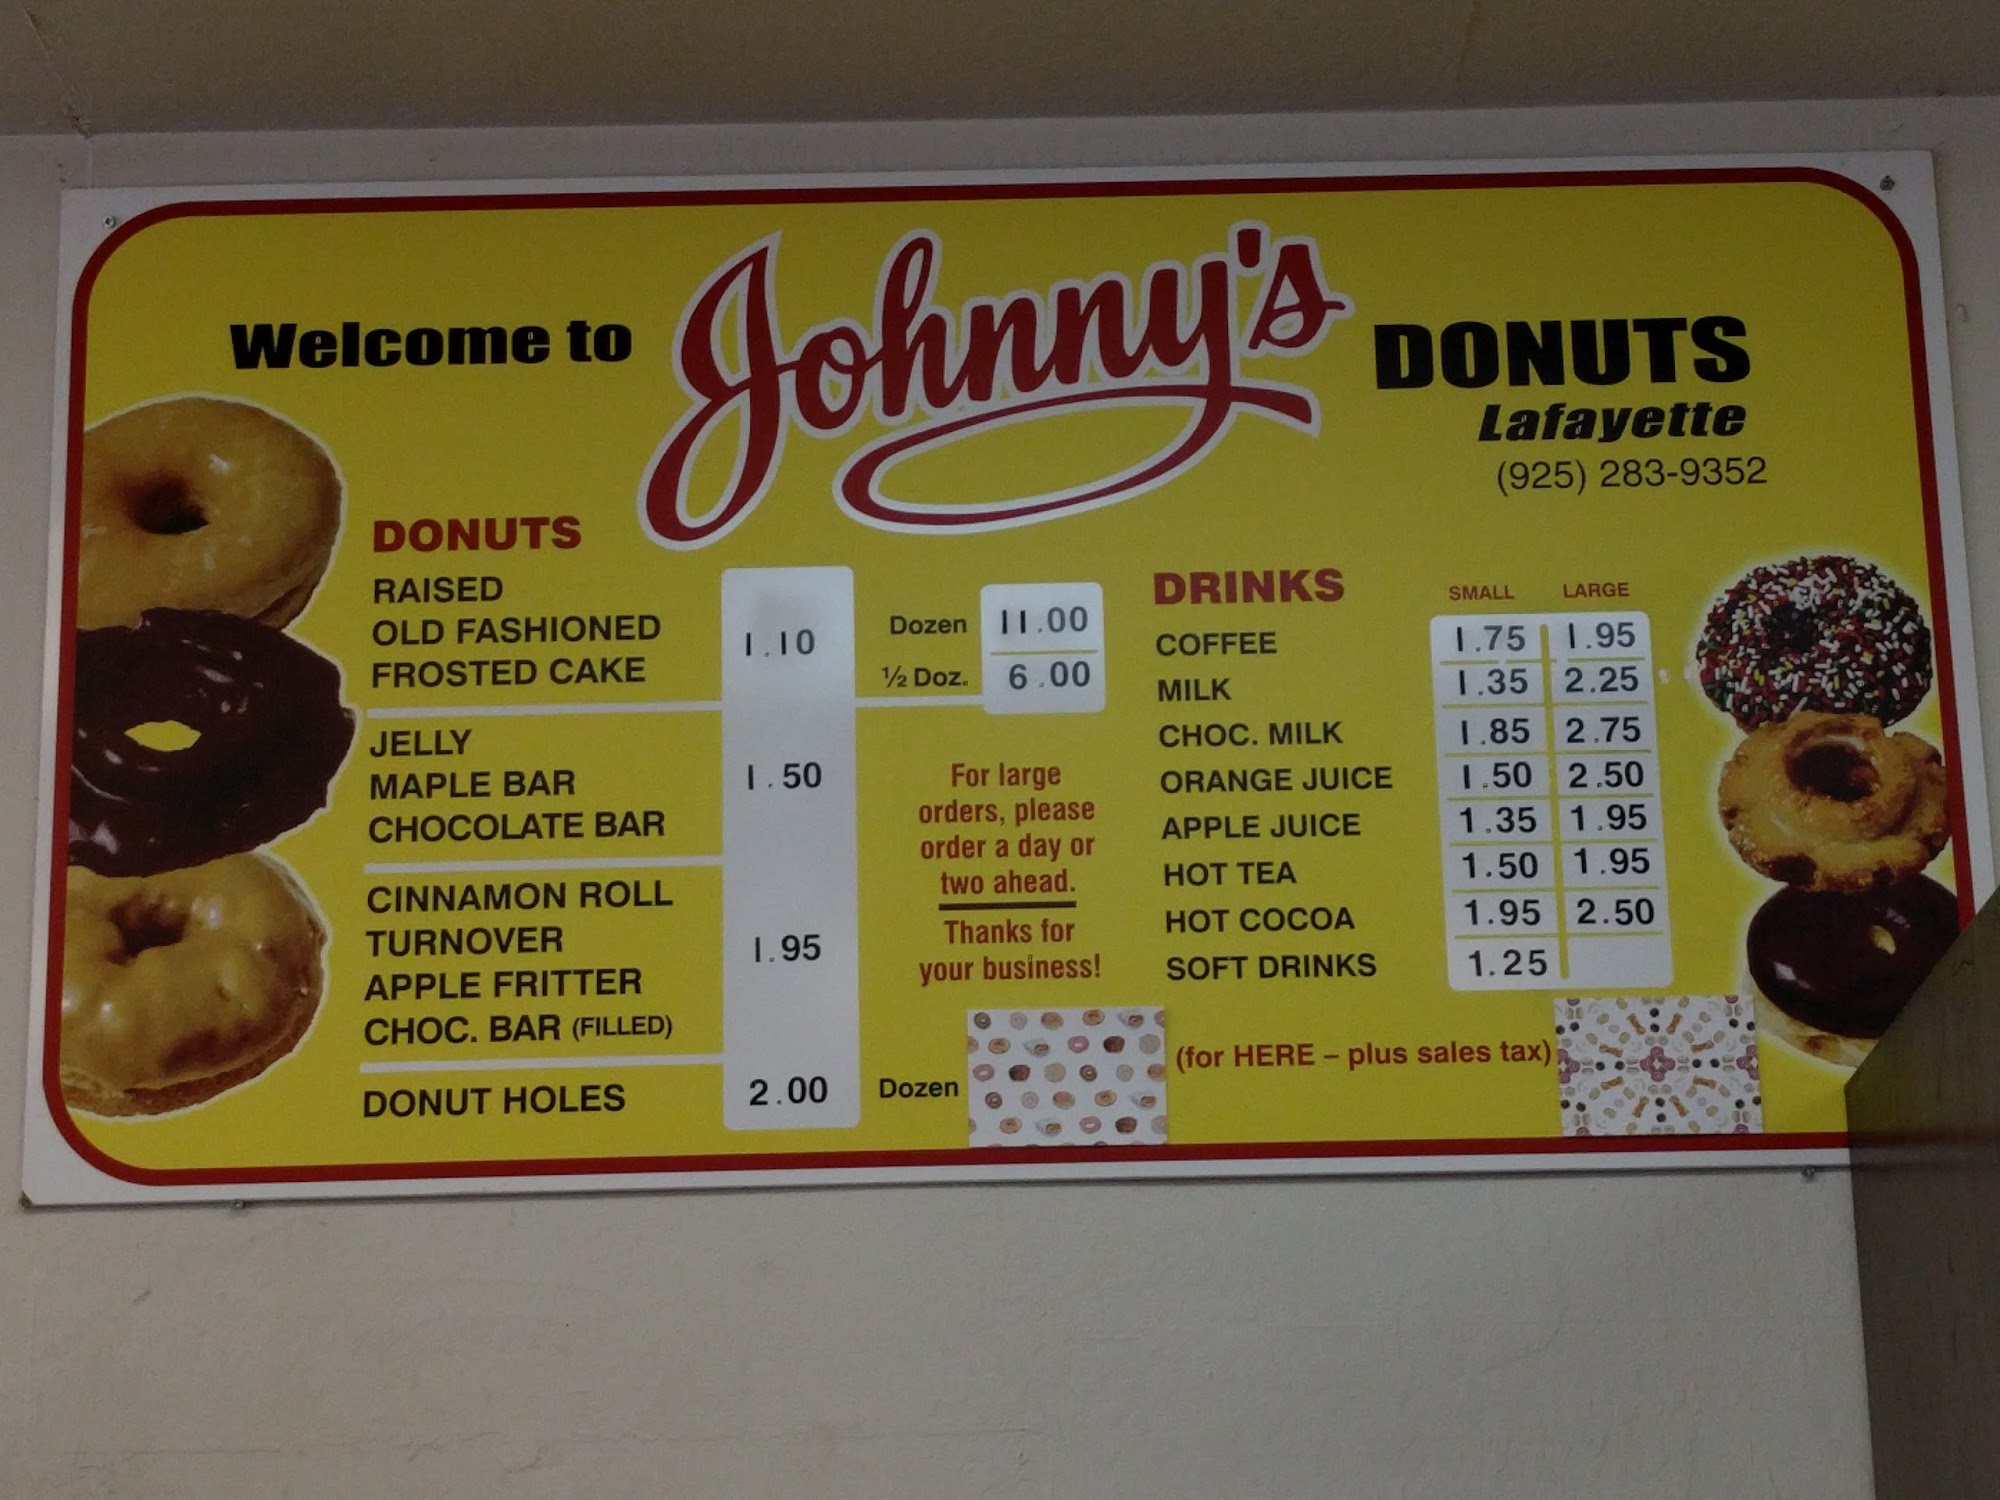 Welcome to Johnny's DONUTS
Lafayette
(925) 283-9352
DONUTS
RAISED
OLD FASHIONED
FROSTED CAKE
1.10
Dozen 11.00
½ Doz. 6.00
JELLY
MAPLE BAR
CHOCOLATE BAR
1.50
CINNAMON ROLL
TURNOVER
APPLE FRITTER
CHOC. BAR (FILLED)
1.95
DONUT HOLES 2.00 Dozen
For large
orders, please
order a day or
two ahead.
Thanks for
your business!
DRINKS SMALL LARGE
COFFEE 1.75 1.95
MILK 1.35 2.25
CHOC. MILK 1.85 2.75
ORANGE JUICE 1.50 2.50
APPLE JUICE 1.35 1.95
HOT TEA 1.50 1.95
HOT COCOA 1.95 2.50
SOFT DRINKS 1.25
(for HERE – plus sales tax)